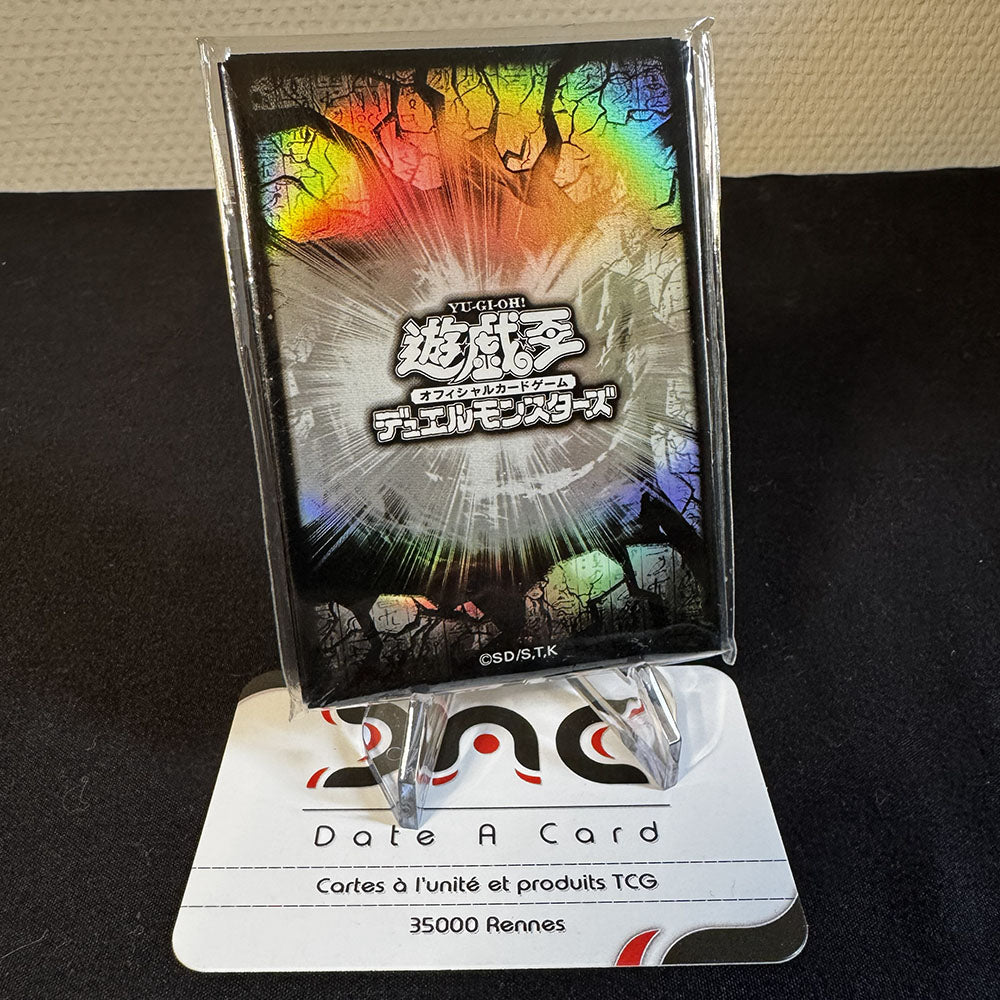 YU-GI-OH!
遊戯王
オフィシャルカードゲーム
デュエルモンスターズ
©SD/S,T,K
DAC
Date A Card
Cartes à l'unité et produits TCG
35000 Rennes